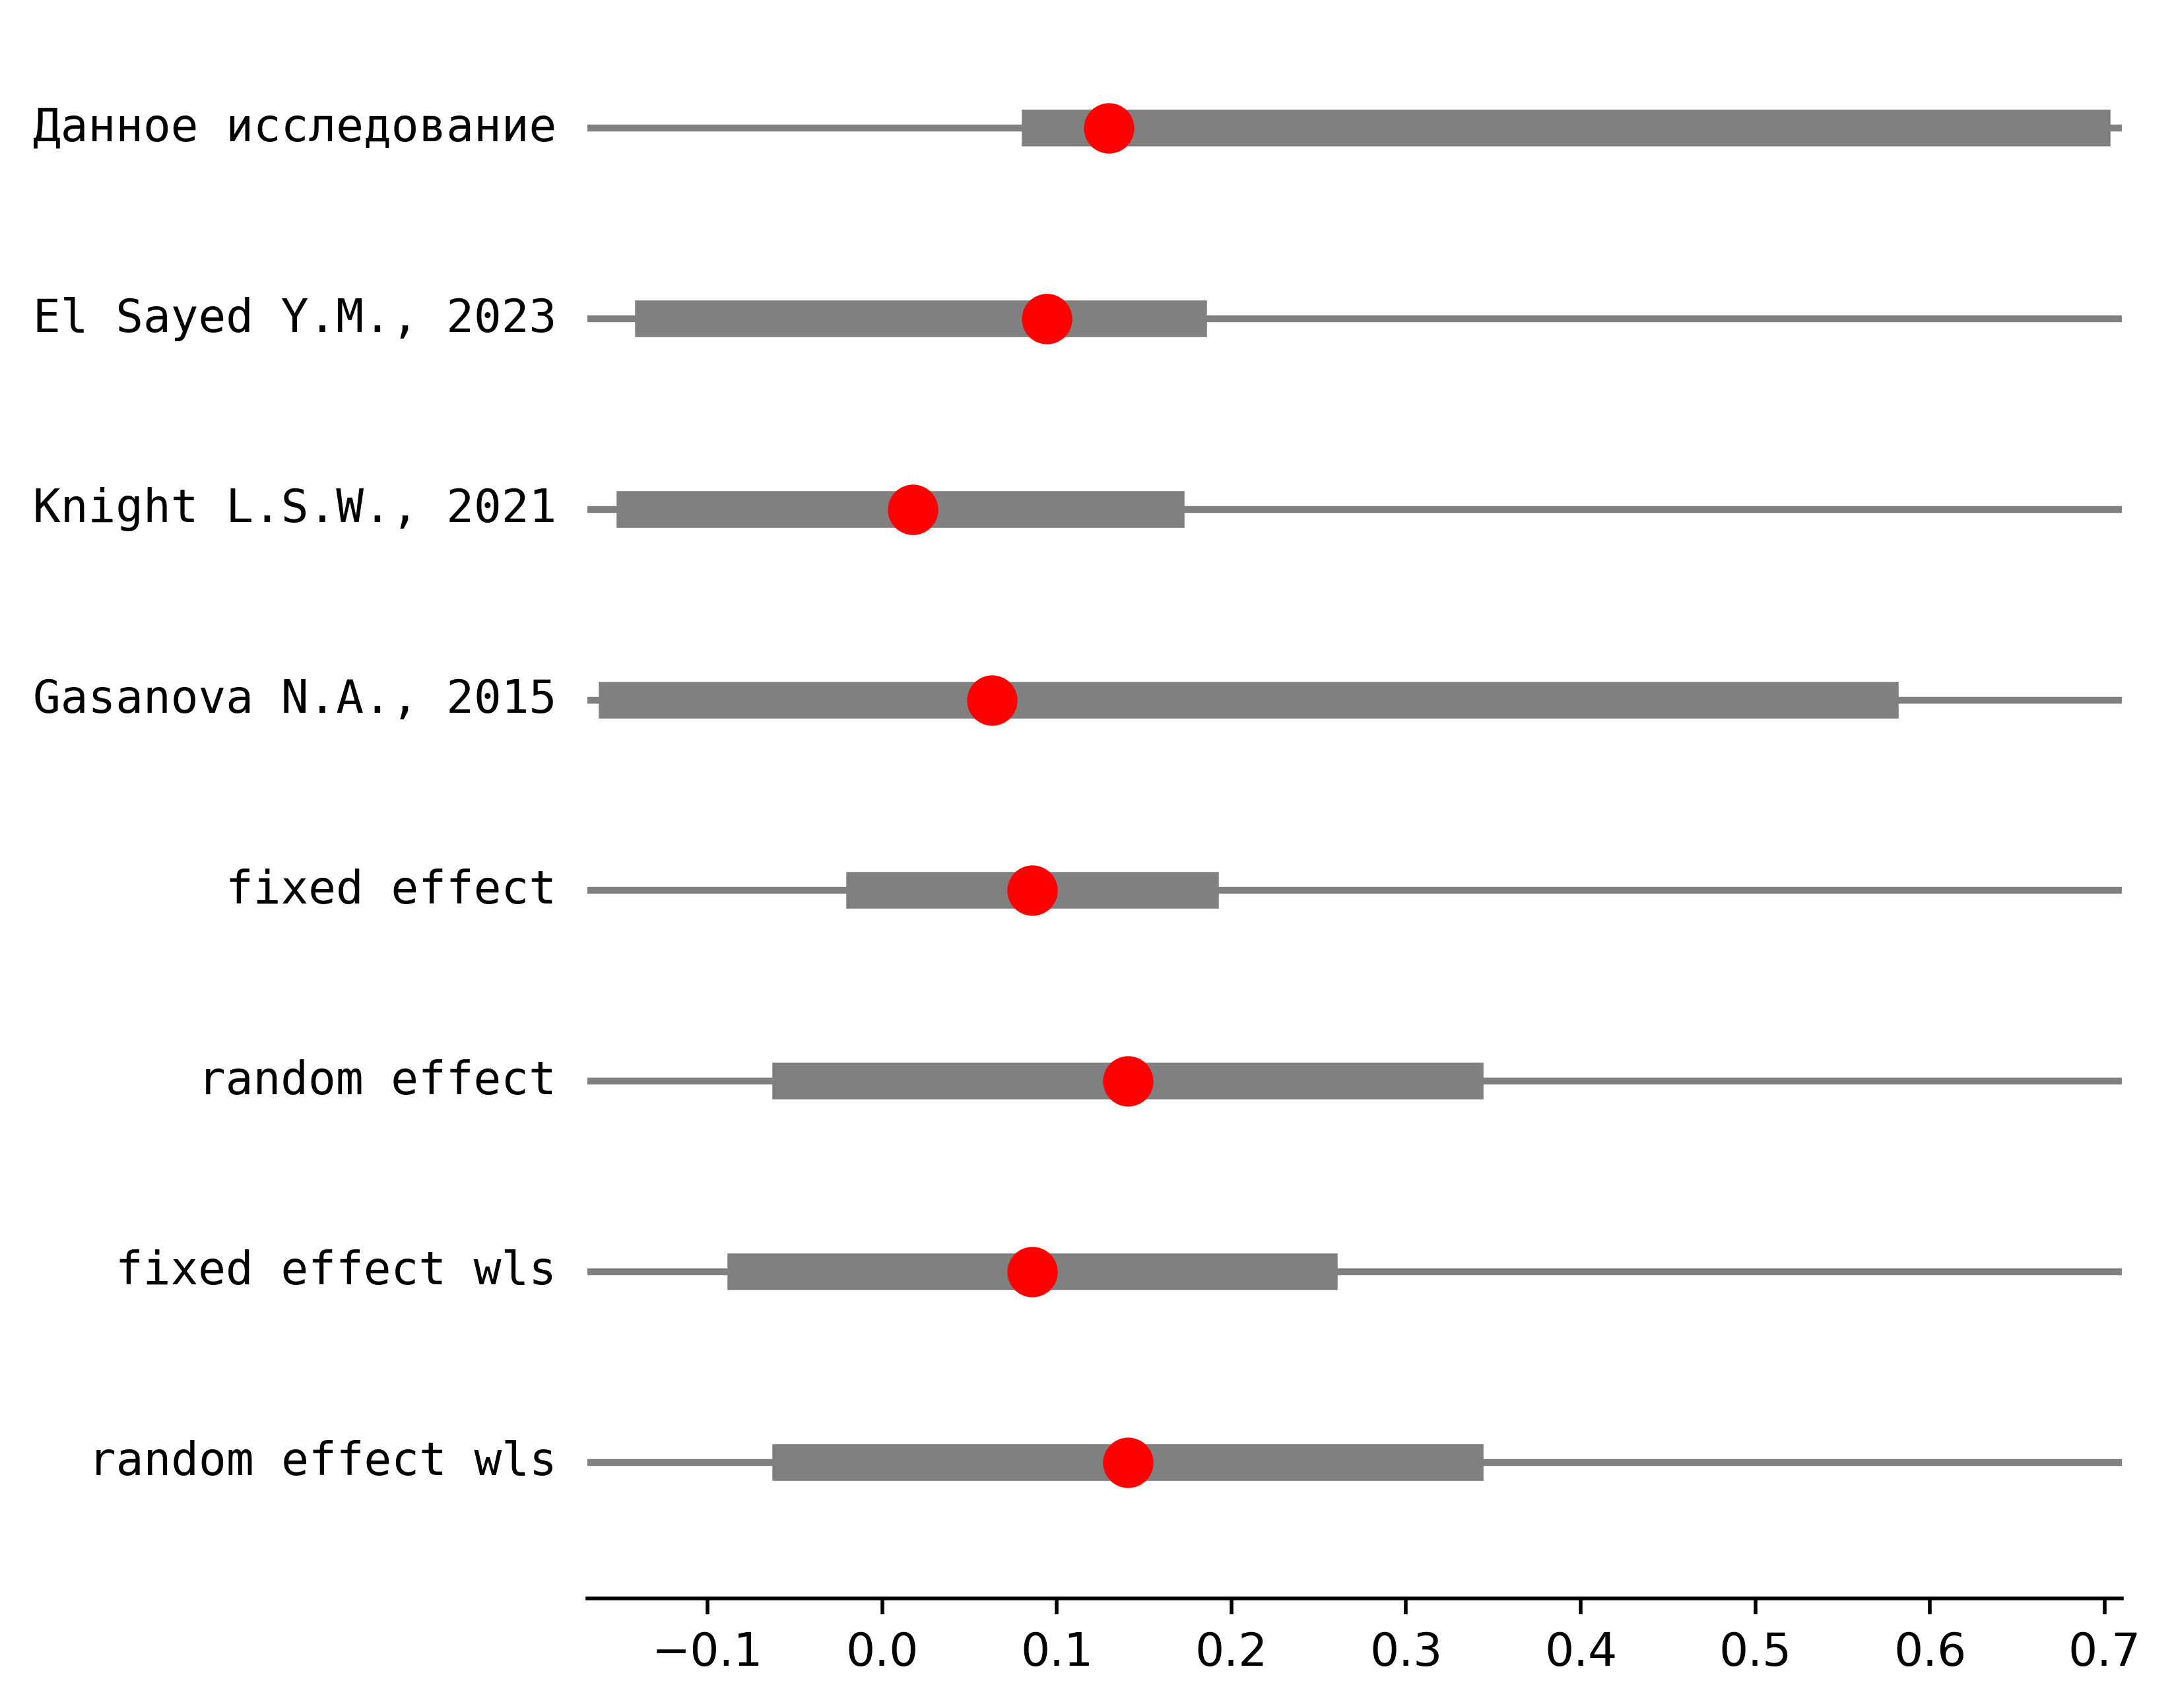 Данное исследование
El Sayed Y.M., 2023
Knight L.S.W., 2021
Gasanova N.A., 2015
fixed effect
random effect
fixed effect wls
random effect wls
−0.1 0.0 0.1 0.2 0.3 0.4 0.5 0.6 0.7